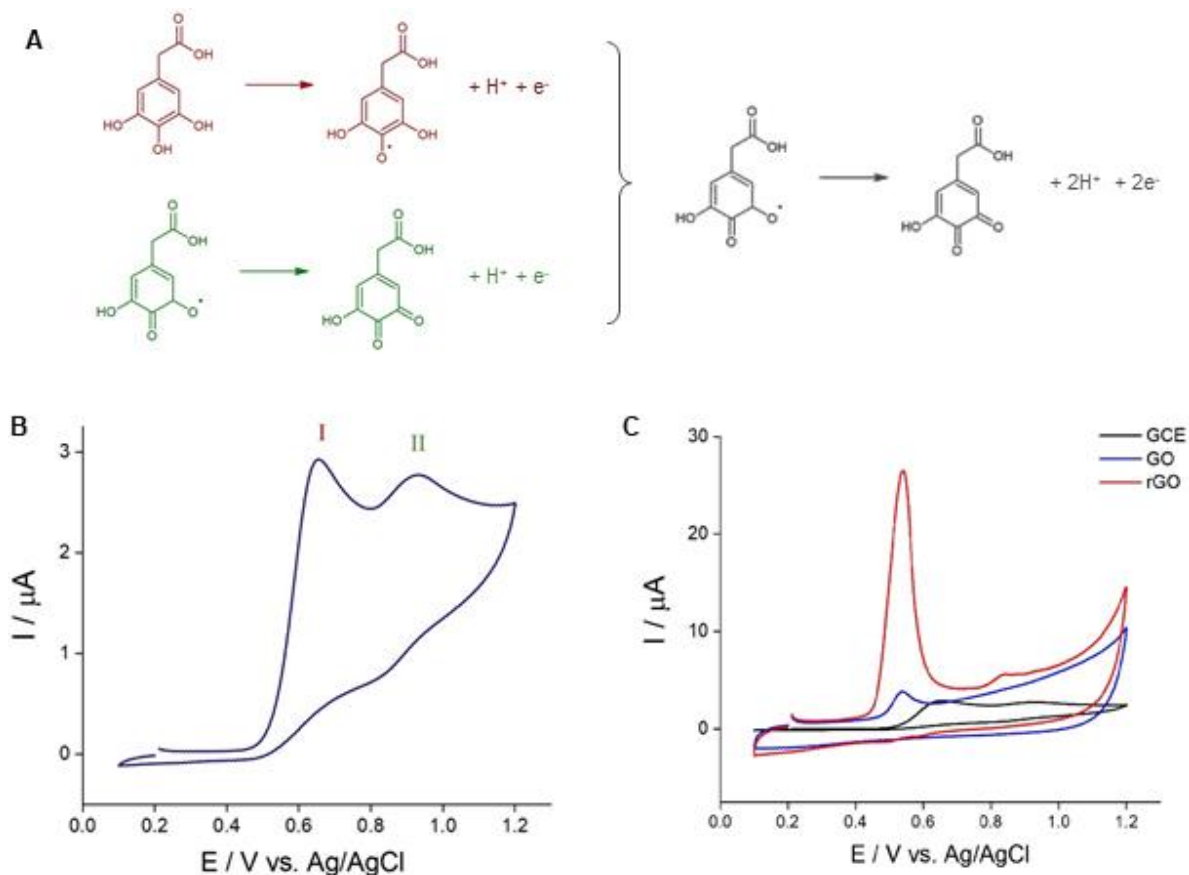 A
O
OH
HO
OH
OH
+ H⁺ + e⁻
O
OH
HO
OH
O•
O
OH
HO
O
O•
+ H⁺ + e⁻
O
OH
HO
O
O
O
OH
HO
O
O•
+ 2H⁺ + 2e⁻
O
OH
HO
O
O
B
I
II
3
2
1
0
I / μA
0.0 0.2 0.4 0.6 0.8 1.0 1.2
E / V vs. Ag/AgCl
C
GCE
GO
rGO
30
20
10
0
I / μA
0.0 0.2 0.4 0.6 0.8 1.0 1.2
E / V vs. Ag/AgCl